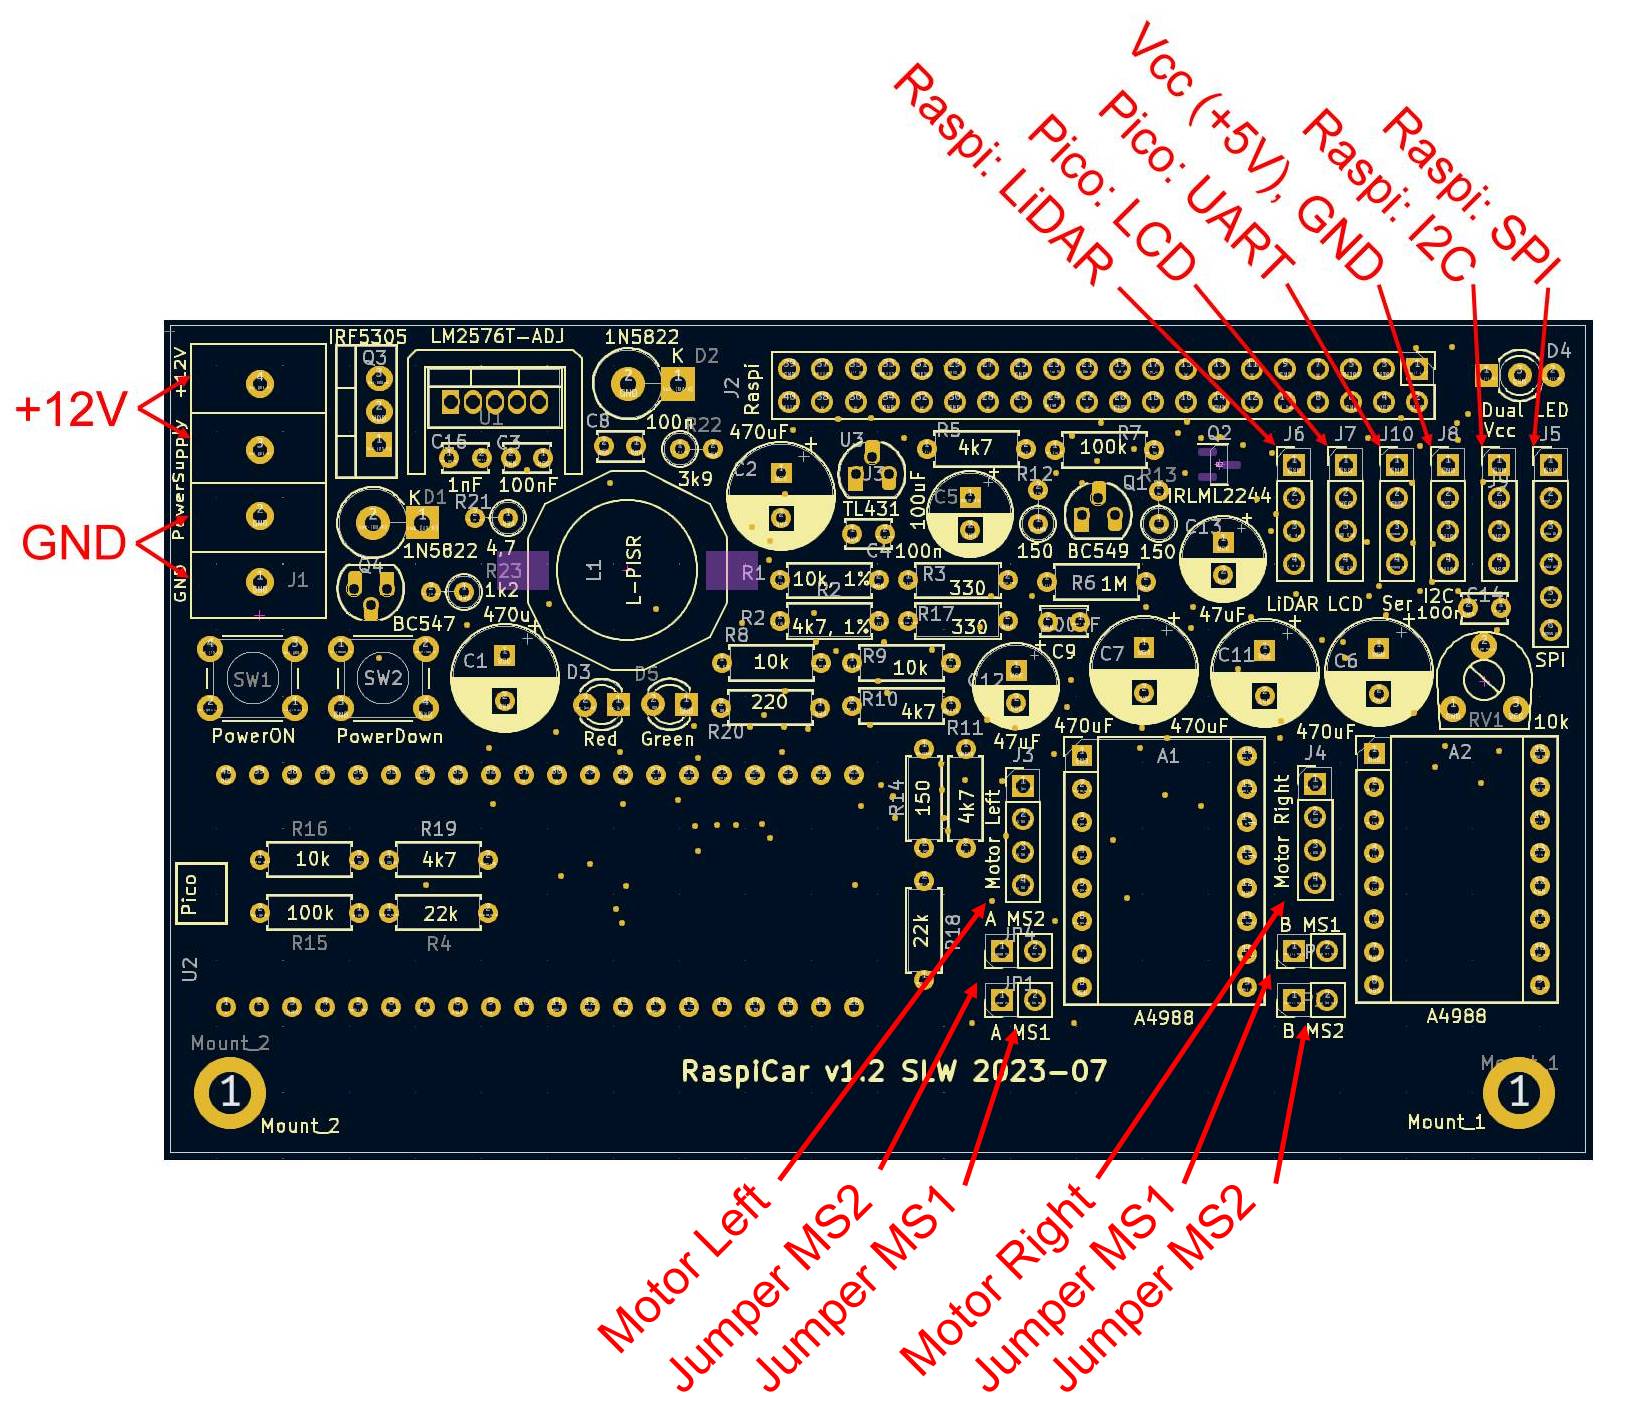 Vcc (+5V), GND
Raspi: LiDAR
Pico: LCD
Pico: UART
Raspi: I2C
Raspi: SPI
+12V
GND
IRF5305
LM2576T-ADJ
1N5822
K D2
Q3
U1
+12V
PowerSupply
GND
J1
J2
Raspi
D4
Dual LED
Vcc
C8
100n
R22
470uF
U3
R5
4k7
R7
100k
Q2
J6
J7
J10
J8
J9
J5
C3
1nF
100nF
3k9
C2
TL431
100uF
C5
R12
R13
Q1
IRLML2244
K D1
R21
1N5822
4,7
C4
100n
150
BC549
150
C13
Q4
R23
1k2
L1
L-PISR
R1
10k, 1%
R2
R3
330
R6
1M
47uF
LiDAR
LCD
Ser
I2C
100n
C14
BC547
470u
R2
4k7, 1%
R17
330
C9
SW1
SW2
C1
R8
10k
R9
10k
C12
C7
C11
C6
SPI
D3
D5
220
R10
4k7
RV1
10k
PowerON
PowerDown
Red
Green
R20
R11
47uF
470uF
470uF
470uF
J3
A1
J4
A2
R14
150
4k7
Motor Left
Motor Right
R16
10k
R19
4k7
Pico
100k
R15
22k
R4
22k
R18
A MS2
JP4
JP1
A MS1
B MS1
B MS2
U2
A4988
A4988
Mount_2
1
Mount_2
RaspiCar v1.2 SLW 2023-07
Mount_1
1
Mount_1
Motor Left
Jumper MS2
Jumper MS1
Motor Right
Jumper MS1
Jumper MS2